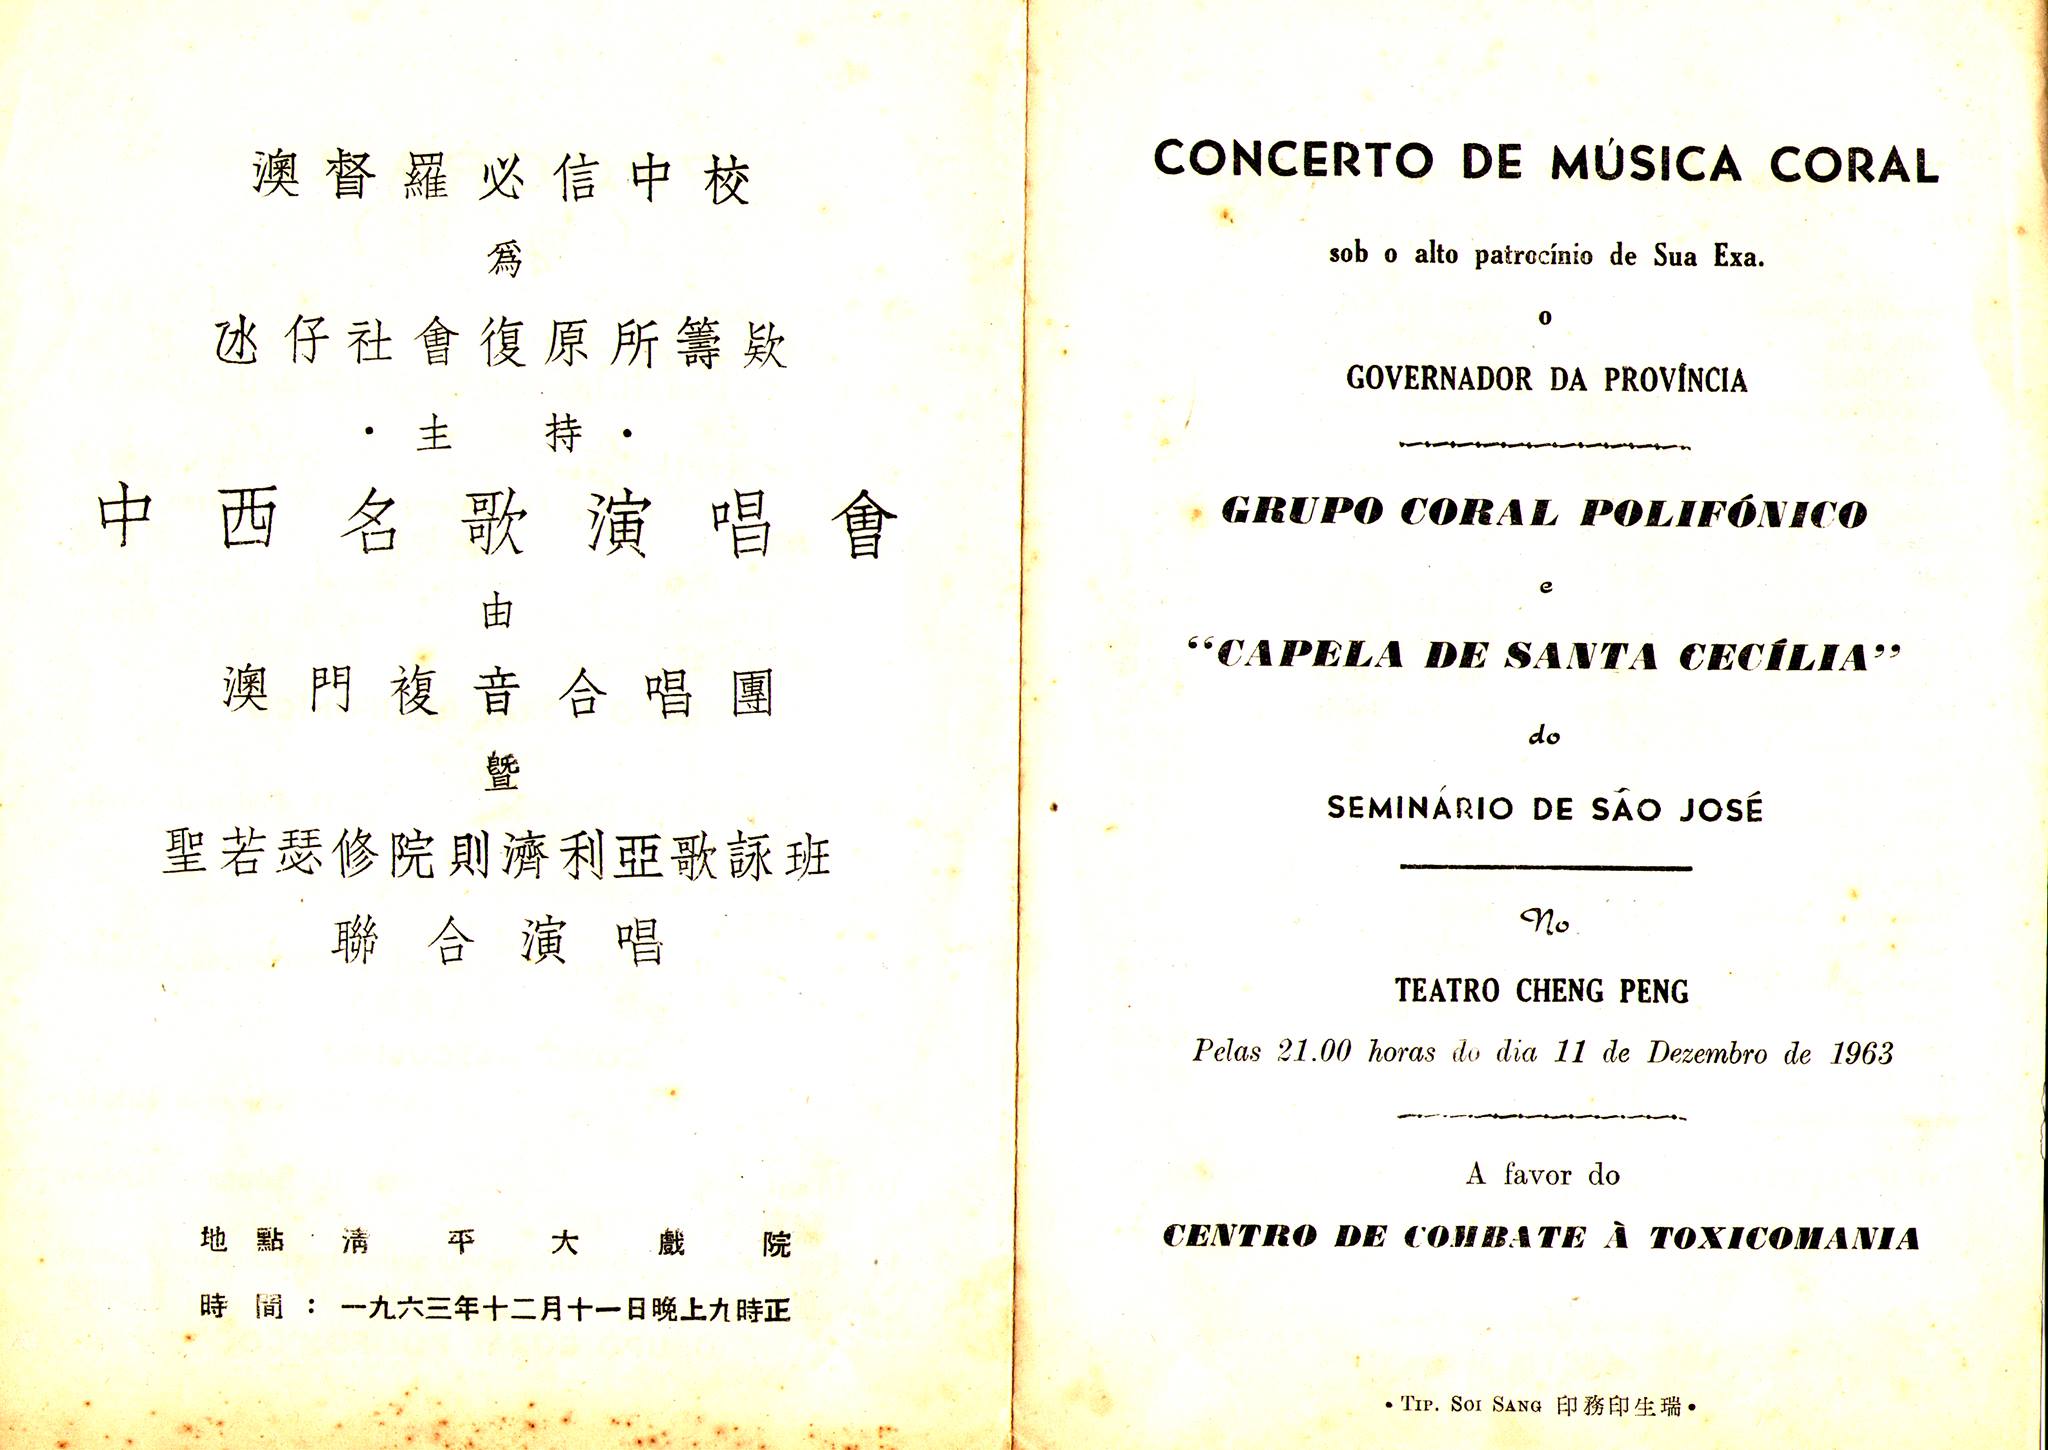 澳督羅必信中校
為
氹仔社會復原所籌欵
·主持·
中西名歌演唱會
由
澳門複音合唱團
暨
聖若瑟修院則濟利亞歌詠班
聯合演唱
地點：清平大戲院
時間：一九六三年十二月十一日晚上九時正
CONCERTO DE MÚSICA CORAL
sob o alto patrocínio de Sua Exa.
o
GOVERNADOR DA PROVÍNCIA
GRUPO CORAL POLIFÓNICO
e
“CAPELA DE SANTA CECÍLIA”
do
SEMINÁRIO DE SÃO JOSÉ
No
TEATRO CHENG PENG
Pelas 21.00 horas do dia 11 de Dezembro de 1963
A favor do
CENTRO DE COMBATE À TOXICOMANIA
• TIP. SOI SANG 印務印生瑞 •